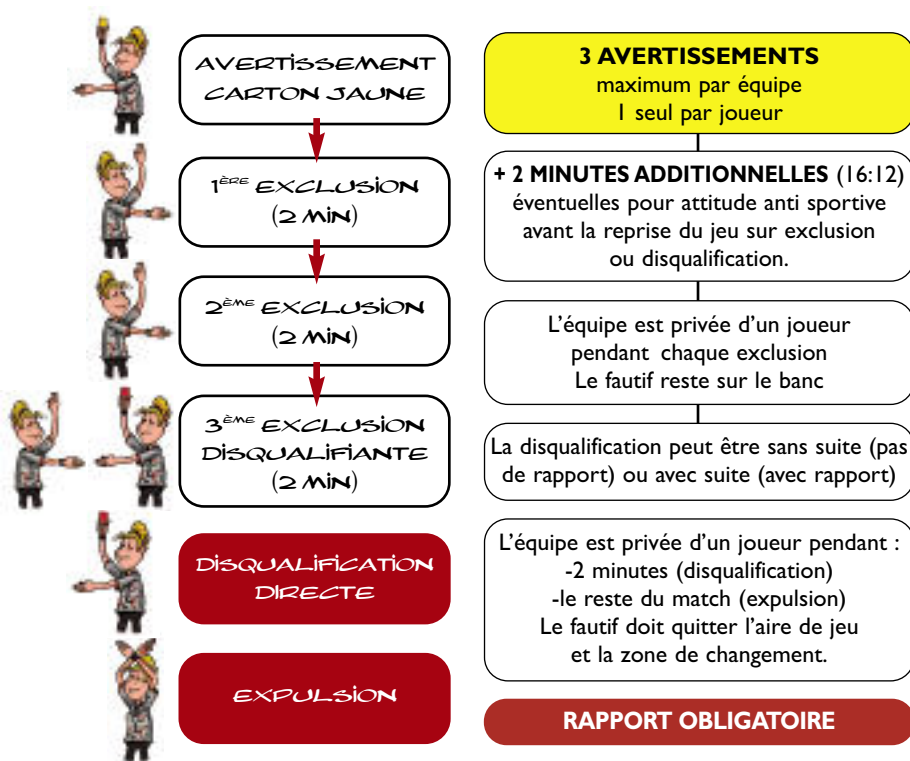 AVERTISSEMENT
CARTON JAUNE
1ÈRE EXCLUSION
(2 MIN)
2ÈME EXCLUSION
(2 MIN)
3ÈME EXCLUSION
DISQUALIFIANTE
(2 MIN)
DISQUALIFICATION
DIRECTE
EXPULSION
3 AVERTISSEMENTS
maximum par équipe
1 seul par joueur
+ 2 MINUTES ADDITIONNELLES (16:12)
éventuelles pour attitude anti sportive
avant la reprise du jeu sur exclusion
ou disqualification.
L'équipe est privée d'un joueur
pendant chaque exclusion
Le fautif reste sur le banc
La disqualification peut être sans suite (pas
de rapport) ou avec suite (avec rapport)
L'équipe est privée d'un joueur pendant :
-2 minutes (disqualification)
-le reste du match (expulsion)
Le fautif doit quitter l'aire de jeu
et la zone de changement.
RAPPORT OBLIGATOIRE